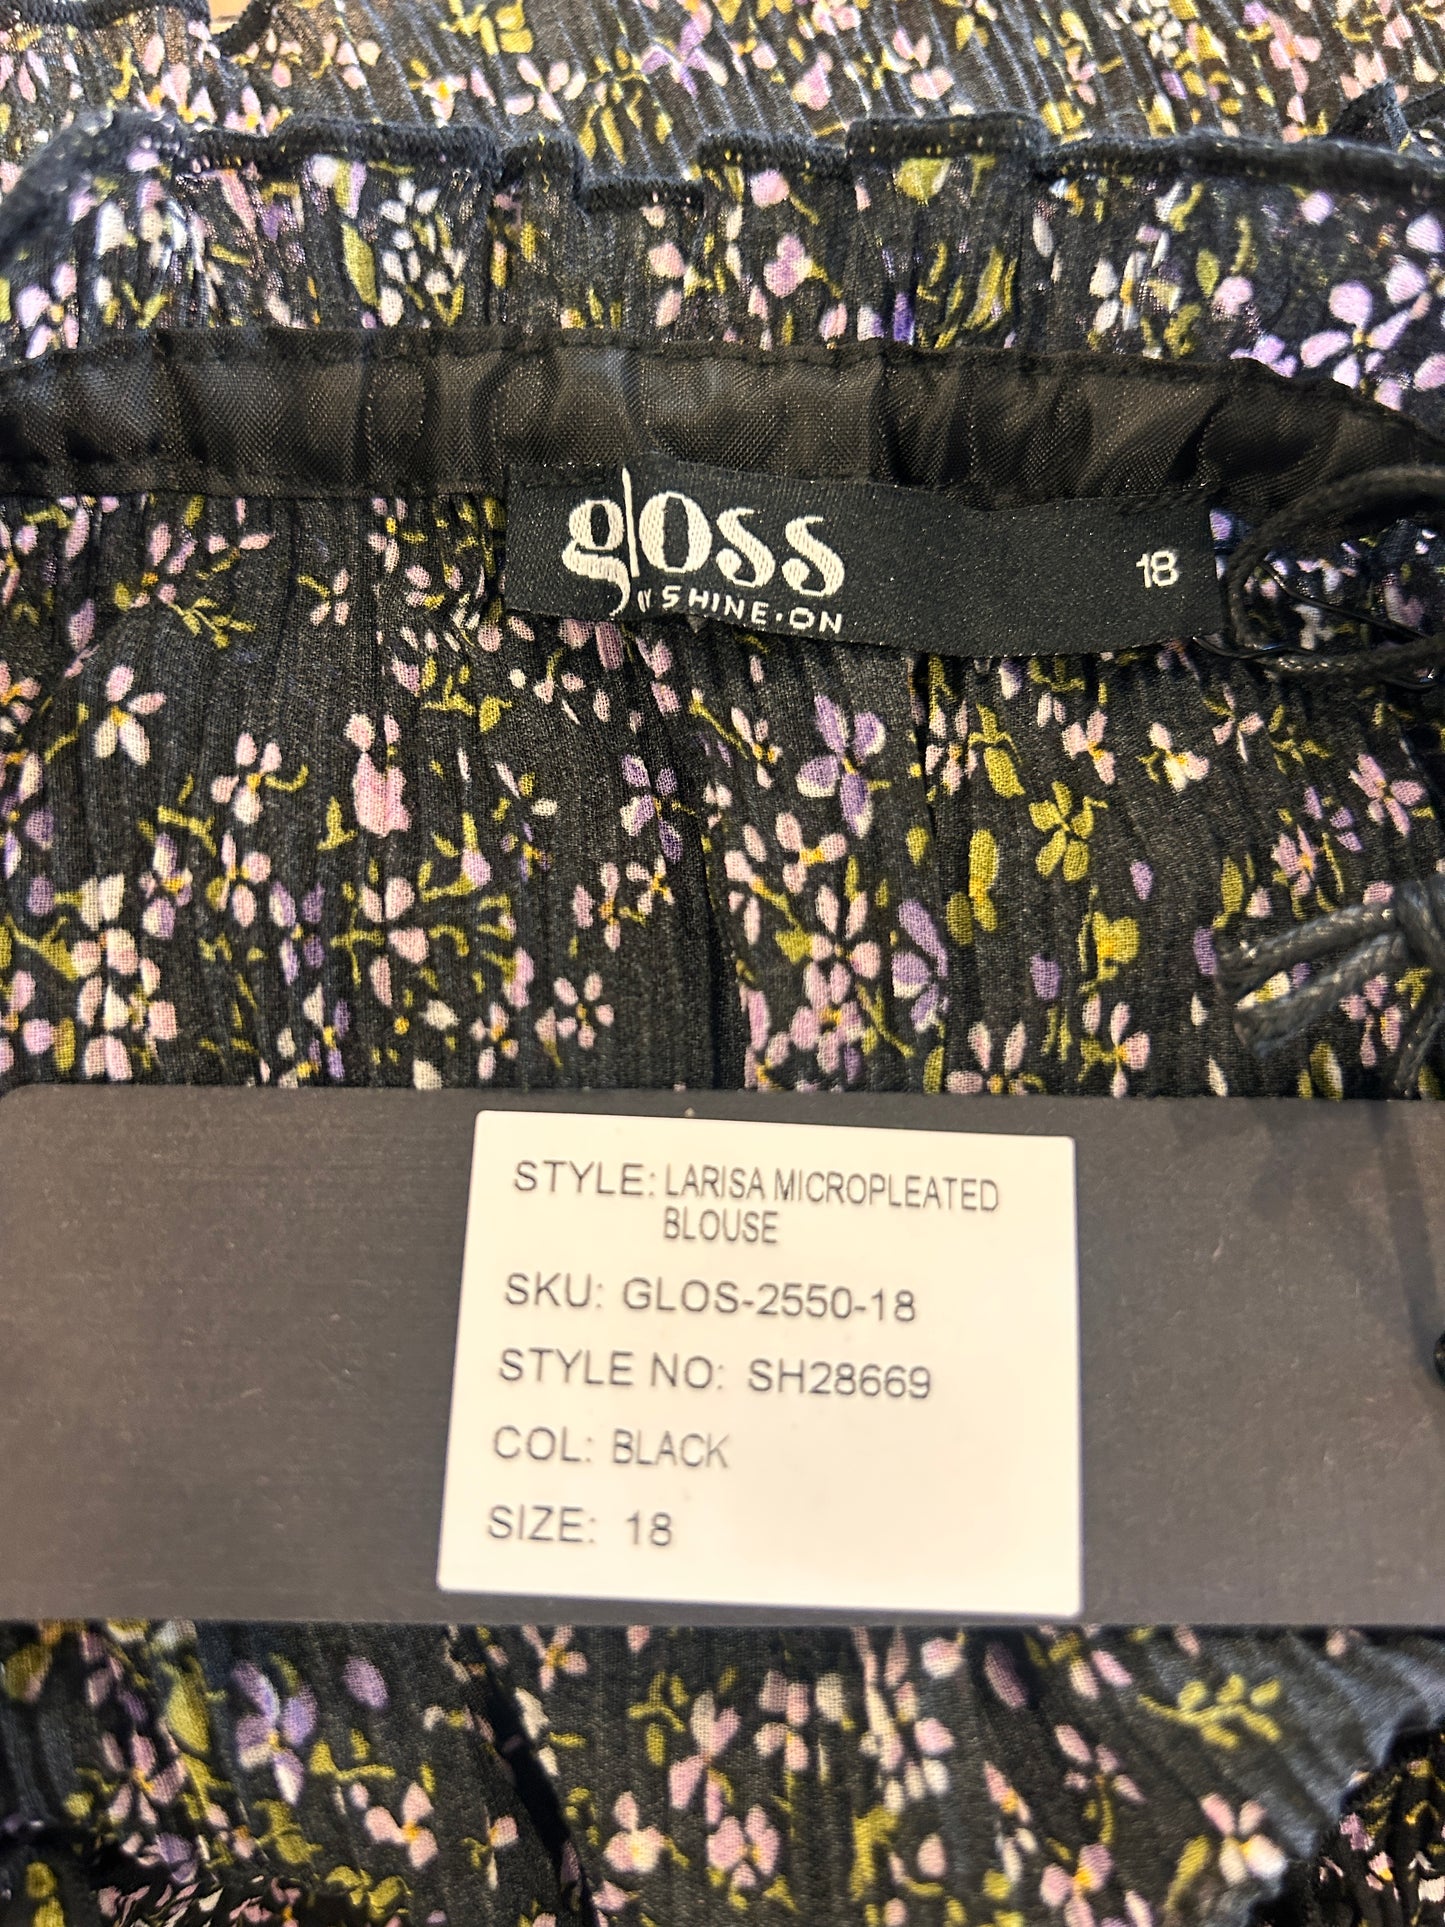 gloss
BY SHINE·ON
18
STYLE: LARISA MICROPLEATED
BLOUSE
SKU: GLOS-2550-18
STYLE NO: SH28669
COL: BLACK
SIZE: 18